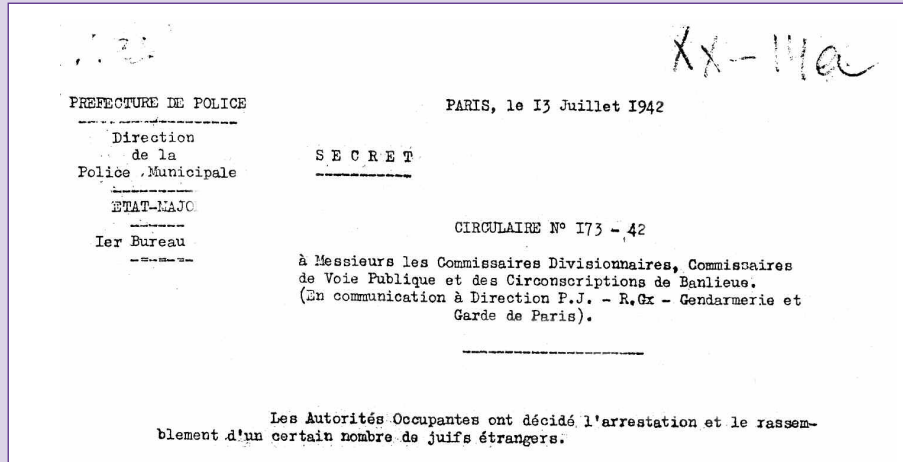 XX - 14a
PREFECTURE DE POLICE
PARIS, le I3 Juillet I942
Direction
de la
Police Municipale
S E C R E T
ETAT-MAJO
Ier Bureau
CIRCULAIRE N° I73 - 42
à Messieurs les Commissaires Divisionnaires, Commissaires
de Voie Publique et des Circonscriptions de Banlieue.
(En communication à Direction P.J. - R.Gx - Gendarmerie et
Garde de Paris).
Les Autorités Occupantes ont décidé l'arrestation et le rassem-
blement d'un certain nombre de juifs étrangers.